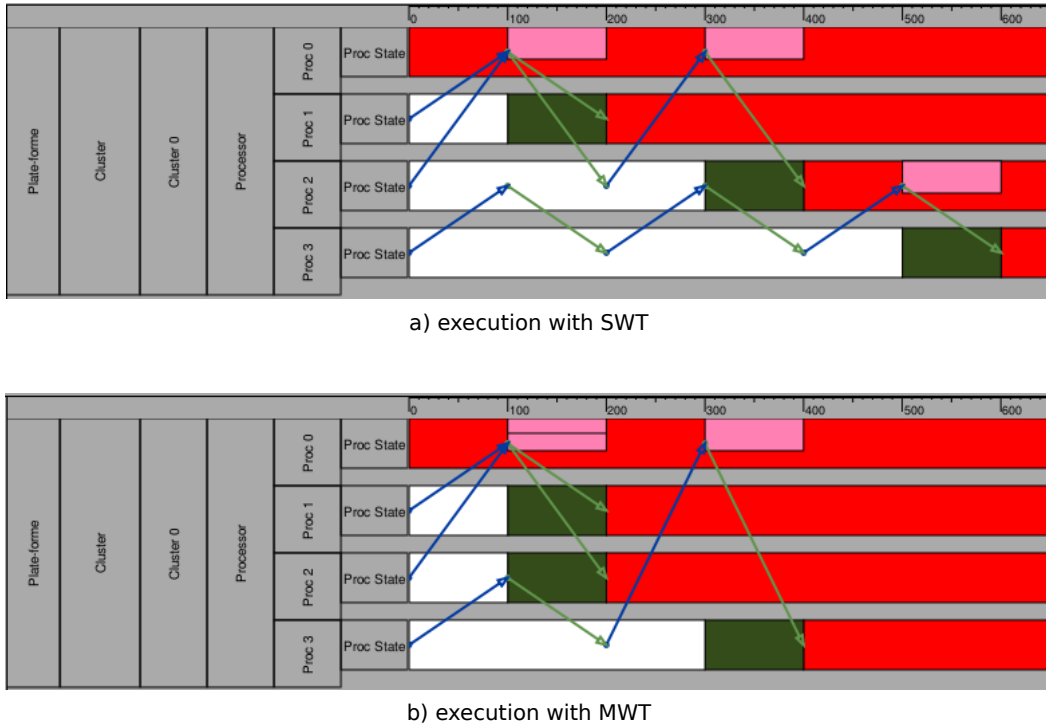 0 100 200 300 400 500 600
Plate-forme
Cluster
Cluster 0
Processor
Proc 0
Proc State
Proc 1
Proc State
Proc 2
Proc State
Proc 3
Proc State
a) execution with SWT
0 100 200 300 400 500 600
Plate-forme
Cluster
Cluster 0
Processor
Proc 0
Proc State
Proc 1
Proc State
Proc 2
Proc State
Proc 3
Proc State
b) execution with MWT